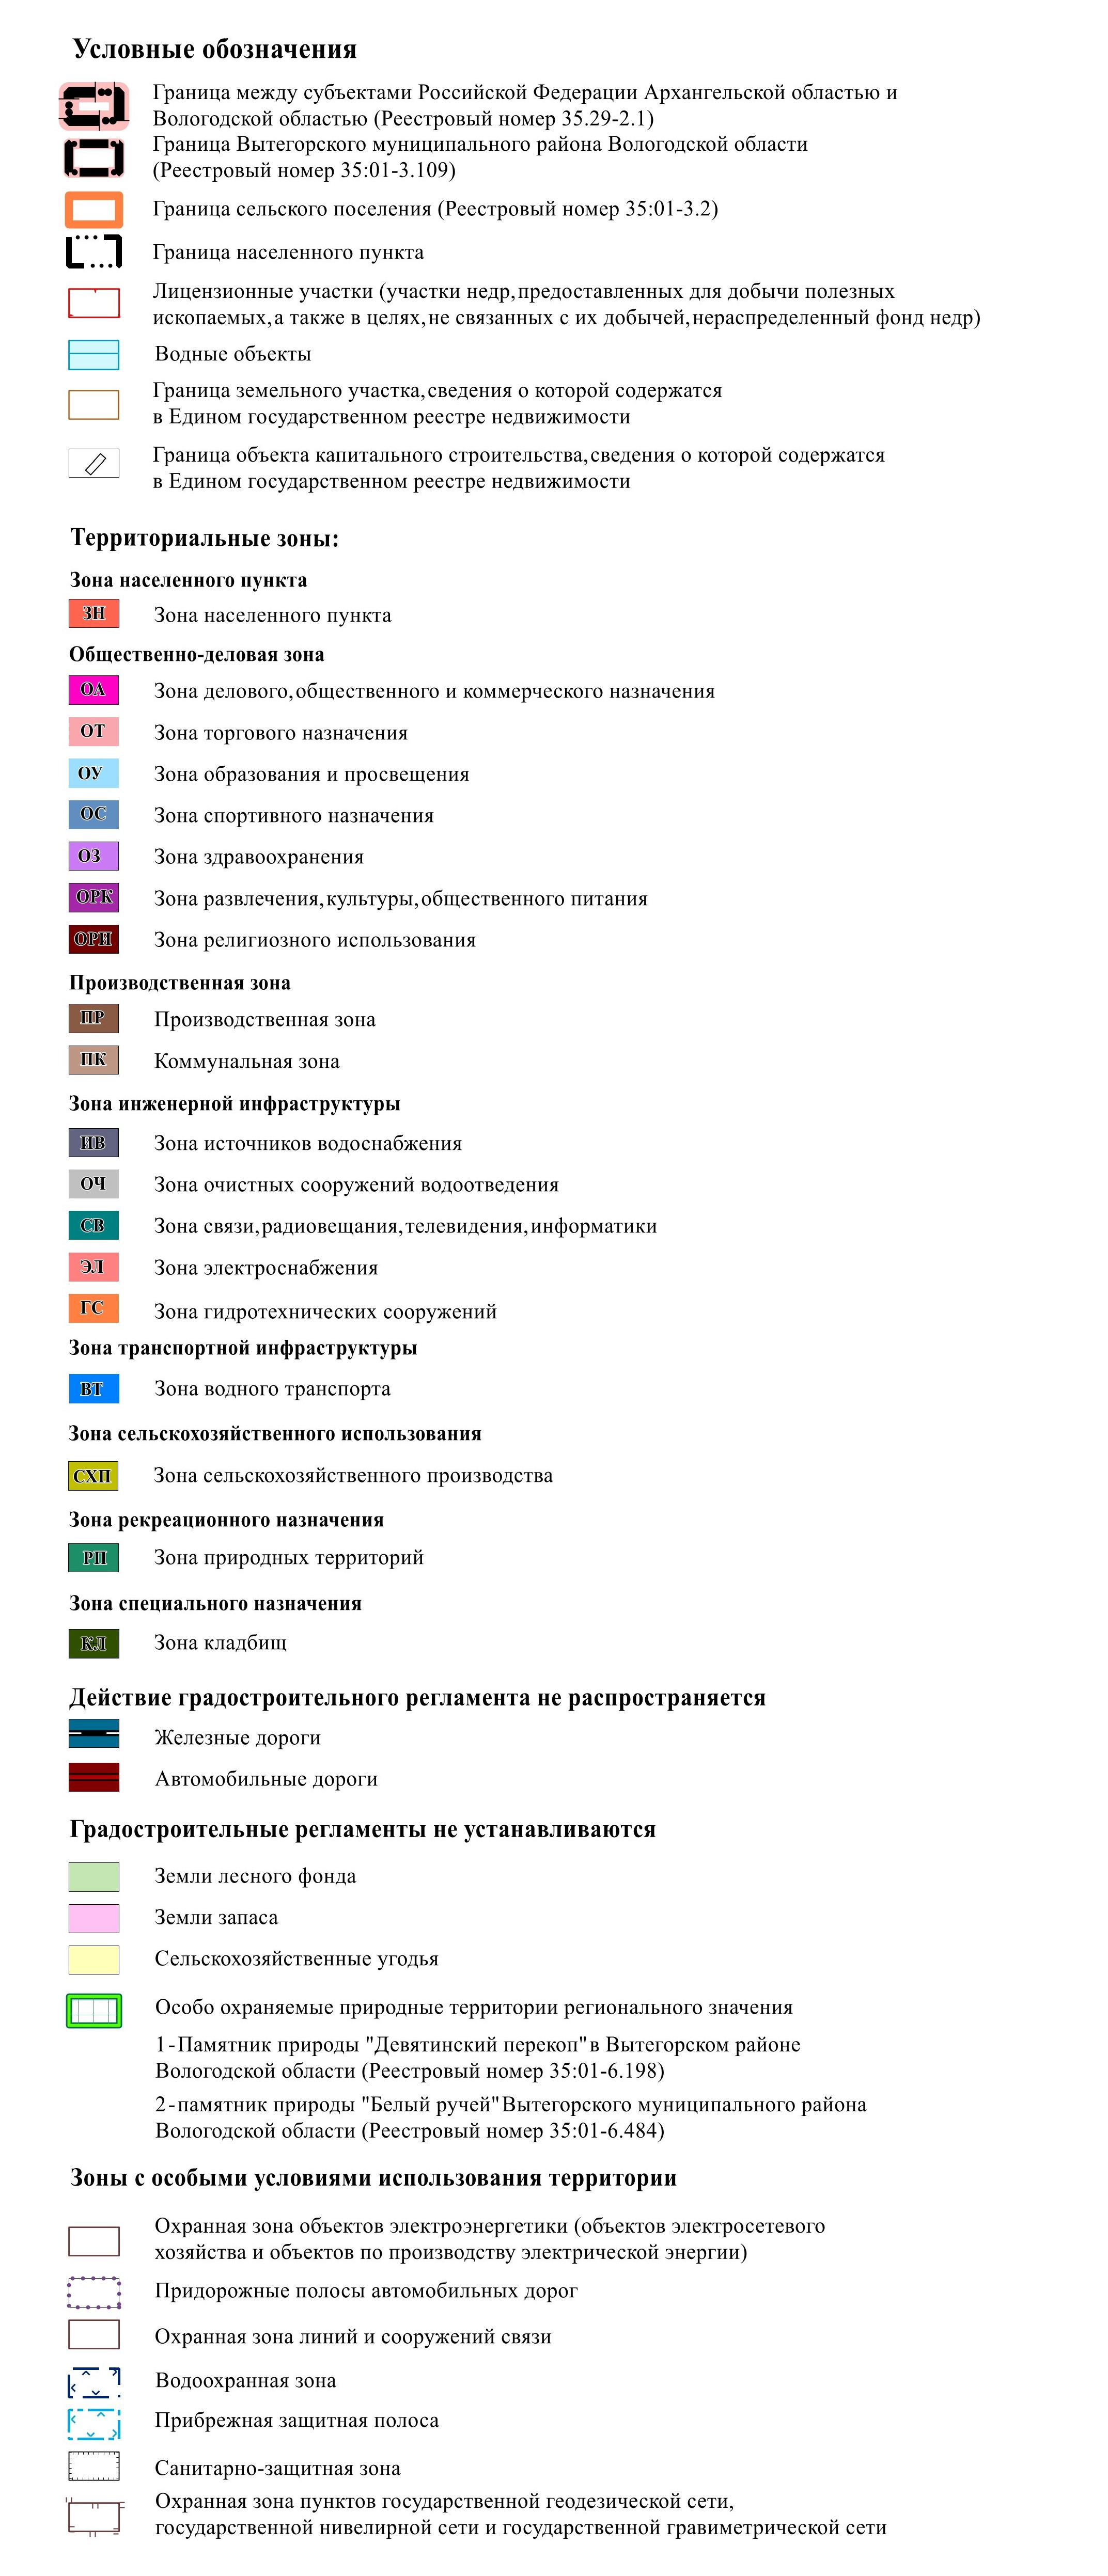 Условные обозначения
Граница между субъектами Российской Федерации Архангельской областью и
Вологодской областью (Реестровый номер 35.29-2.1)
Граница Вытегорского муниципального района Вологодской области
(Реестровый номер 35:01-3.109)
Граница сельского поселения (Реестровый номер 35:01-3.2)
Граница населенного пункта
Лицензионные участки (участки недр, предоставленных для добычи полезных
ископаемых, а также в целях, не связанных с их добычей, нераспределенный фонд недр)
Водные объекты
Граница земельного участка, сведения о которой содержатся
в Едином государственном реестре недвижимости
Граница объекта капитального строительства, сведения о которой содержатся
в Едином государственном реестре недвижимости
Территориальные зоны:
Зона населенного пункта
ЗН Зона населенного пункта
Общественно-деловая зона
ОА Зона делового, общественного и коммерческого назначения
ОТ Зона торгового назначения
ОУ Зона образования и просвещения
ОС Зона спортивного назначения
ОЗ Зона здравоохранения
ОРК Зона развлечения, культуры, общественного питания
ОРИ Зона религиозного использования
Производственная зона
ПР Производственная зона
ПК Коммунальная зона
Зона инженерной инфраструктуры
ИВ Зона источников водоснабжения
ОЧ Зона очистных сооружений водоотведения
СВ Зона связи, радиовещания, телевидения, информатики
ЭЛ Зона электроснабжения
ГС Зона гидротехнических сооружений
Зона транспортной инфраструктуры
ВТ Зона водного транспорта
Зона сельскохозяйственного использования
СХП Зона сельскохозяйственного производства
Зона рекреационного назначения
РП Зона природных территорий
Зона специального назначения
КЛ Зона кладбищ
Действие градостроительного регламента не распространяется
Железные дороги
Автомобильные дороги
Градостроительные регламенты не устанавливаются
Земли лесного фонда
Земли запаса
Сельскохозяйственные угодья
Особо охраняемые природные территории регионального значения
1-Памятник природы "Девятинский перекоп" в Вытегорском районе
Вологодской области (Реестровый номер 35:01-6.198)
2-памятник природы "Белый ручей" Вытегорского муниципального района
Вологодской области (Реестровый номер 35:01-6.484)
Зоны с особыми условиями использования территории
Охранная зона объектов электроэнергетики (объектов электросетевого
хозяйства и объектов по производству электрической энергии)
Придорожные полосы автомобильных дорог
Охранная зона линий и сооружений связи
Водоохранная зона
Прибрежная защитная полоса
Санитарно-защитная зона
Охранная зона пунктов государственной геодезической сети,
государственной нивелирной сети и государственной гравиметрической сети